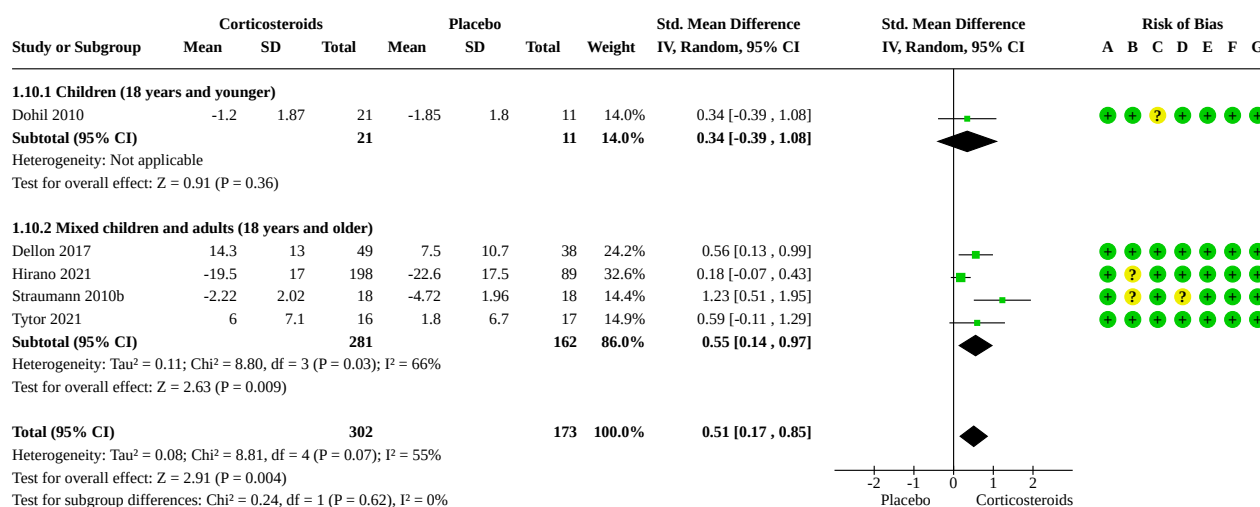 Corticosteroids Placebo Std. Mean Difference Std. Mean Difference Risk of Bias
Study or Subgroup Mean SD Total Mean SD Total Weight IV, Random, 95% CI IV, Random, 95% CI A B C D E F G
1.10.1 Children (18 years and younger)
Dohil 2010 -1.2 1.87 21 -1.85 1.8 11 14.0% 0.34 [-0.39 , 1.08] + + ? + + + +
Subtotal (95% CI) 21 11 14.0% 0.34 [-0.39 , 1.08]
Heterogeneity: Not applicable
Test for overall effect: Z = 0.91 (P = 0.36)
1.10.2 Mixed children and adults (18 years and older)
Dellon 2017 14.3 13 49 7.5 10.7 38 24.2% 0.56 [0.13 , 0.99] + + + + + + +
Hirano 2021 -19.5 17 198 -22.6 17.5 89 32.6% 0.18 [-0.07 , 0.43] + ? + + + + +
Straumann 2010b -2.22 2.02 18 -4.72 1.96 18 14.4% 1.23 [0.51 , 1.95] + ? + ? + + +
Tytor 2021 6 7.1 16 1.8 6.7 17 14.9% 0.59 [-0.11 , 1.29] + + + + + + +
Subtotal (95% CI) 281 162 86.0% 0.55 [0.14 , 0.97]
Heterogeneity: Tau² = 0.11; Chi² = 8.80, df = 3 (P = 0.03); I² = 66%
Test for overall effect: Z = 2.63 (P = 0.009)
Total (95% CI) 302 173 100.0% 0.51 [0.17 , 0.85]
Heterogeneity: Tau² = 0.08; Chi² = 8.81, df = 4 (P = 0.07); I² = 55%
Test for overall effect: Z = 2.91 (P = 0.004) -2 -1 0 1 2
Test for subgroup differences: Chi² = 0.24, df = 1 (P = 0.62), I² = 0% Placebo Corticosteroids